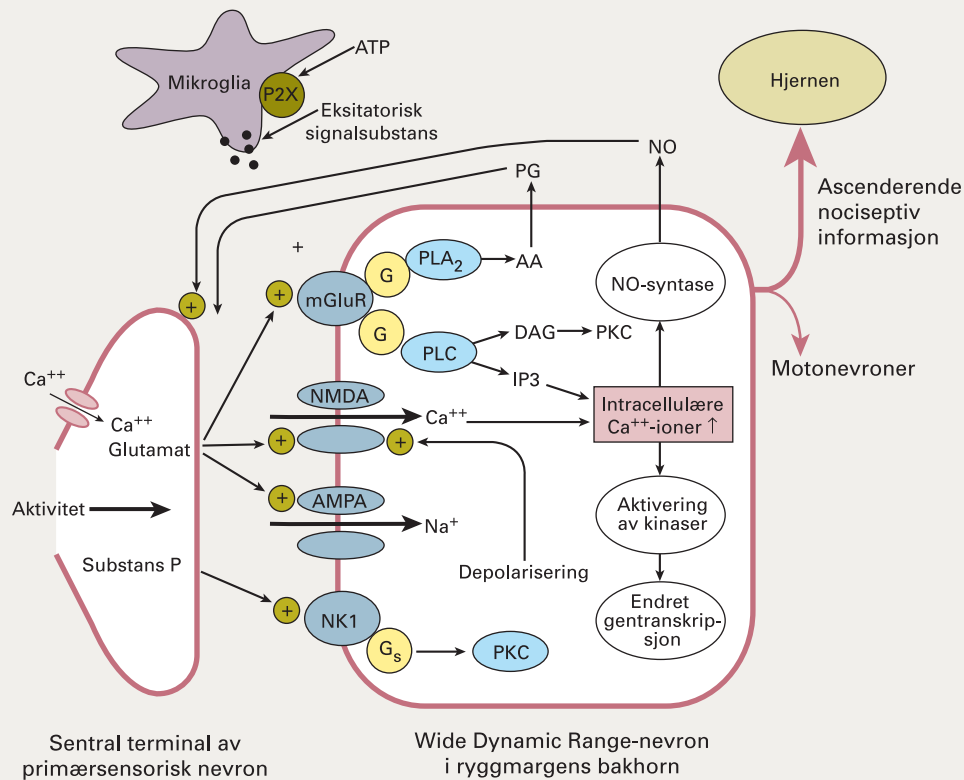 ATP
Mikroglia
P2X
Eksitatorisk
signalsubstans
Hjernen
NO
PG
Ascenderende
nociseptiv
informasjon
+
G
PLA2
AA
NO-syntase
+
+
mGluR
G
PLC
DAG
PKC
IP3
Motonevroner
Ca++
Ca++
Glutamat
NMDA
Ca++
Intracellulære
Ca++-ioner ↑
+
+
+
AMPA
Na+
Aktivering
av kinaser
Aktivitet
Substans P
Depolarisering
+
NK1
Gs
PKC
Endret
gentranskrip-
sjon
Sentral terminal av
primærsensorisk nevron
Wide Dynamic Range-nevron
i ryggmargens bakhorn